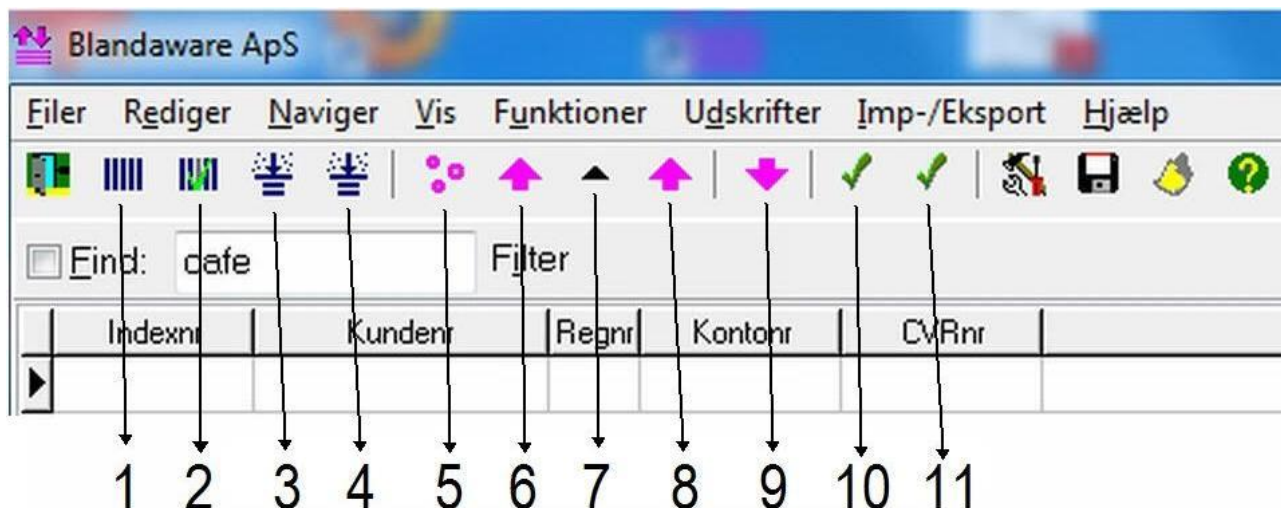 Blandaware ApS
Filer Rediger Naviger Vis Funktioner Udskrifter Imp-/Eksport Hjælp
?
Find: cafe Filter
Indexnr Kundenr Regnr Kontonr CVRnr
1 2 3 4 5 6 7 8 9 10 11